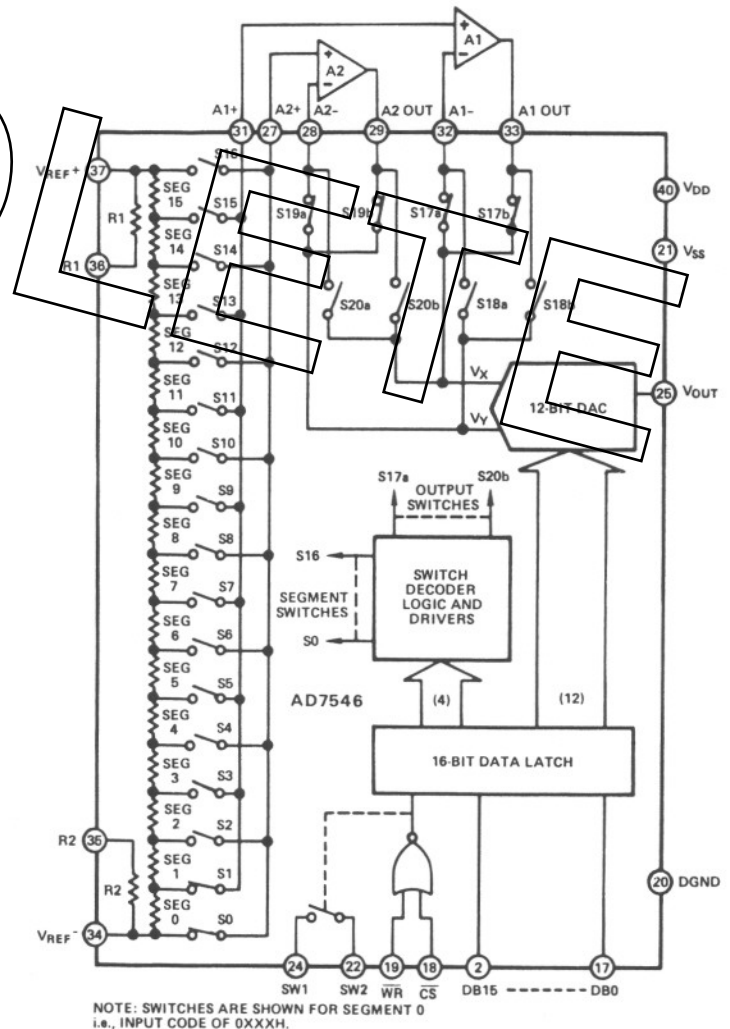 LETE
A1
A2
A1+
A2+
A2-
A2 OUT
A1-
A1 OUT
31
27
28
29
32
33
VREF+
37
R1
R1
36
SEG 15
SEG 14
SEG 13
SEG 12
SEG 11
SEG 10
SEG 9
SEG 8
SEG 7
SEG 6
SEG 5
SEG 4
SEG 3
SEG 2
SEG 1
SEG 0
S16
S15
S14
S13
S12
S11
S10
S9
S8
S7
S6
S5
S4
S3
S2
S1
S0
S19a
S19b
S17a
S17b
S20a
S20b
S18a
S18b
40 VDD
21 VSS
25 VOUT
VX
VY
12-BIT DAC
S17a
S20b
OUTPUT
SWITCHES
S16
SEGMENT
SWITCHES
S0
SWITCH
DECODER
LOGIC AND
DRIVERS
AD7546
(4)
(12)
16-BIT DATA LATCH
R2 35
R2
VREF- 34
20 DGND
24
22
19
18
2
17
SW1
SW2
WR
CS
DB15
DB0
NOTE: SWITCHES ARE SHOWN FOR SEGMENT 0
i.e., INPUT CODE OF 0XXXH.